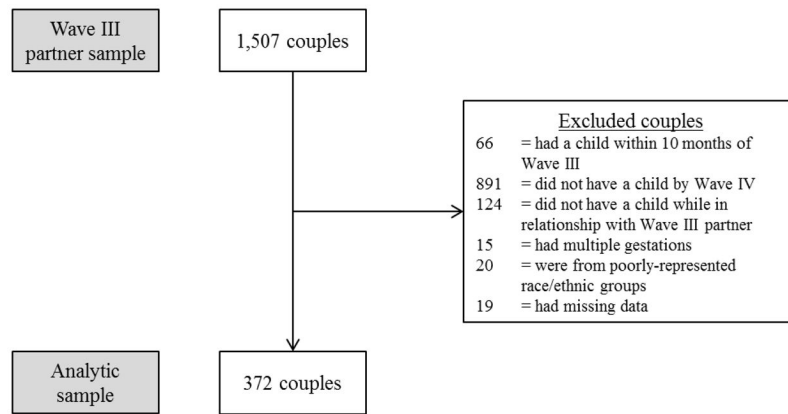 Wave III
partner sample
1,507 couples
Excluded couples
66 = had a child within 10 months of
Wave III
891 = did not have a child by Wave IV
124 = did not have a child while in
relationship with Wave III partner
15 = had multiple gestations
20 = were from poorly-represented
race/ethnic groups
19 = had missing data
Analytic
sample
372 couples